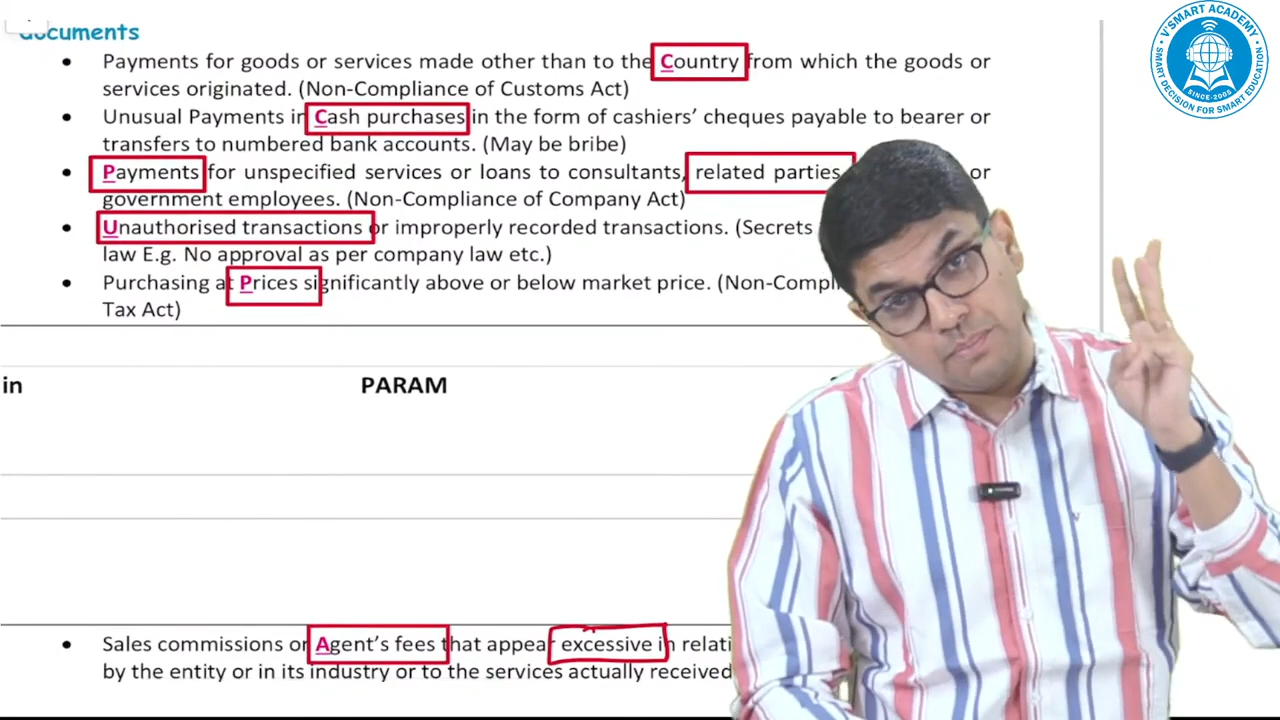 documents
• Payments for goods or services made other than to the Country from which the goods or
services originated. (Non-Compliance of Customs Act)
• Unusual Payments in Cash purchases in the form of cashiers’ cheques payable to bearer or
transfers to numbered bank accounts. (May be bribe)
• Payments for unspecified services or loans to consultants, related parties or
government employees. (Non-Compliance of Company Act)
• Unauthorised transactions or improperly recorded transactions. (Secrets
law E.g. No approval as per company law etc.)
• Purchasing at Prices significantly above or below market price. (Non-Compli
Tax Act)
in PARAM
• Sales commissions or Agent’s fees that appear excessive in relati
by the entity or in its industry or to the services actually received
V'SMART ACADEMY
SINCE-2005
SMART DECISION FOR SMART EDUCATION